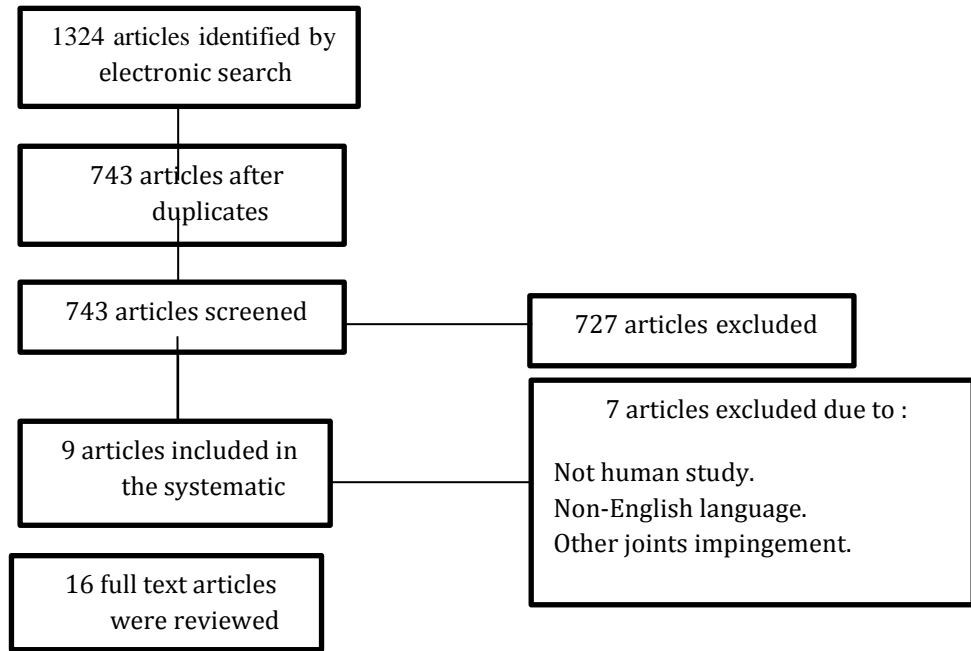 1324 articles identified by
electronic search
743 articles after
duplicates
743 articles screened
727 articles excluded
9 articles included in
the systematic
7 articles excluded due to :
Not human study.
Non-English language.
Other joints impingement.
16 full text articles
were reviewed